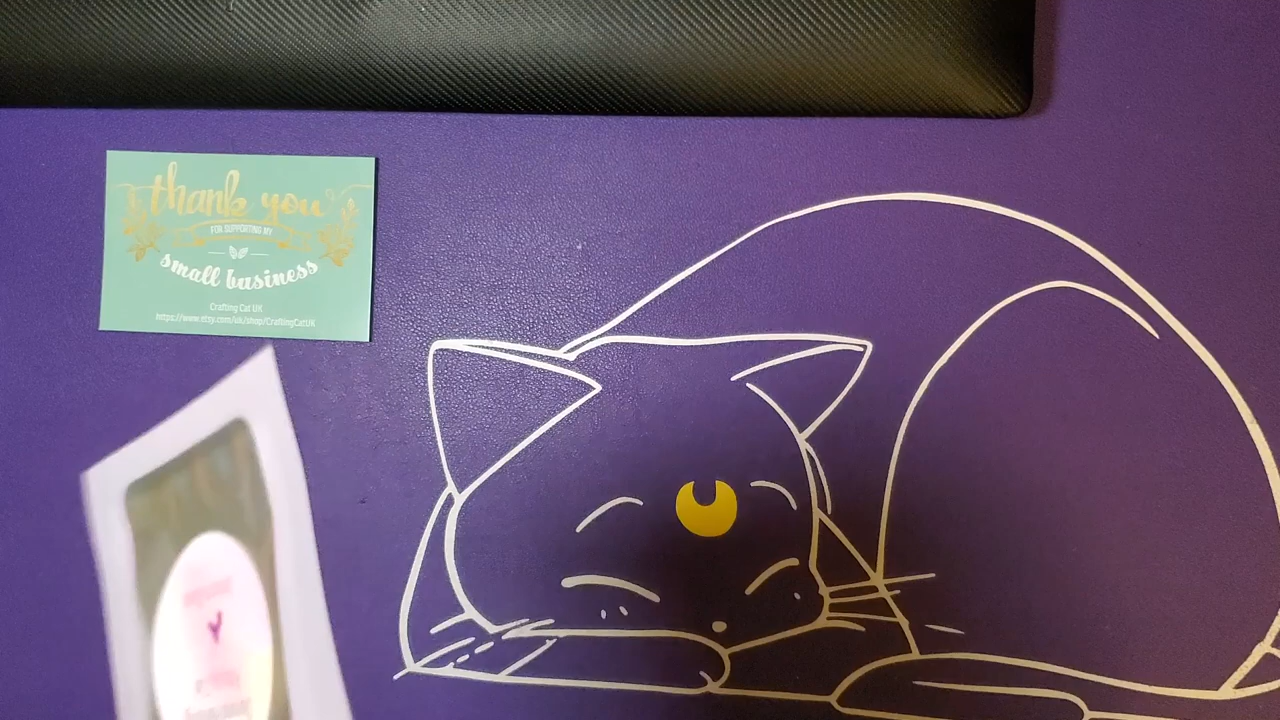 thank you
FOR SUPPORTING MY
small business
Crafting Cat UK
https://www.etsy.com/uk/shop/CraftingCatUK